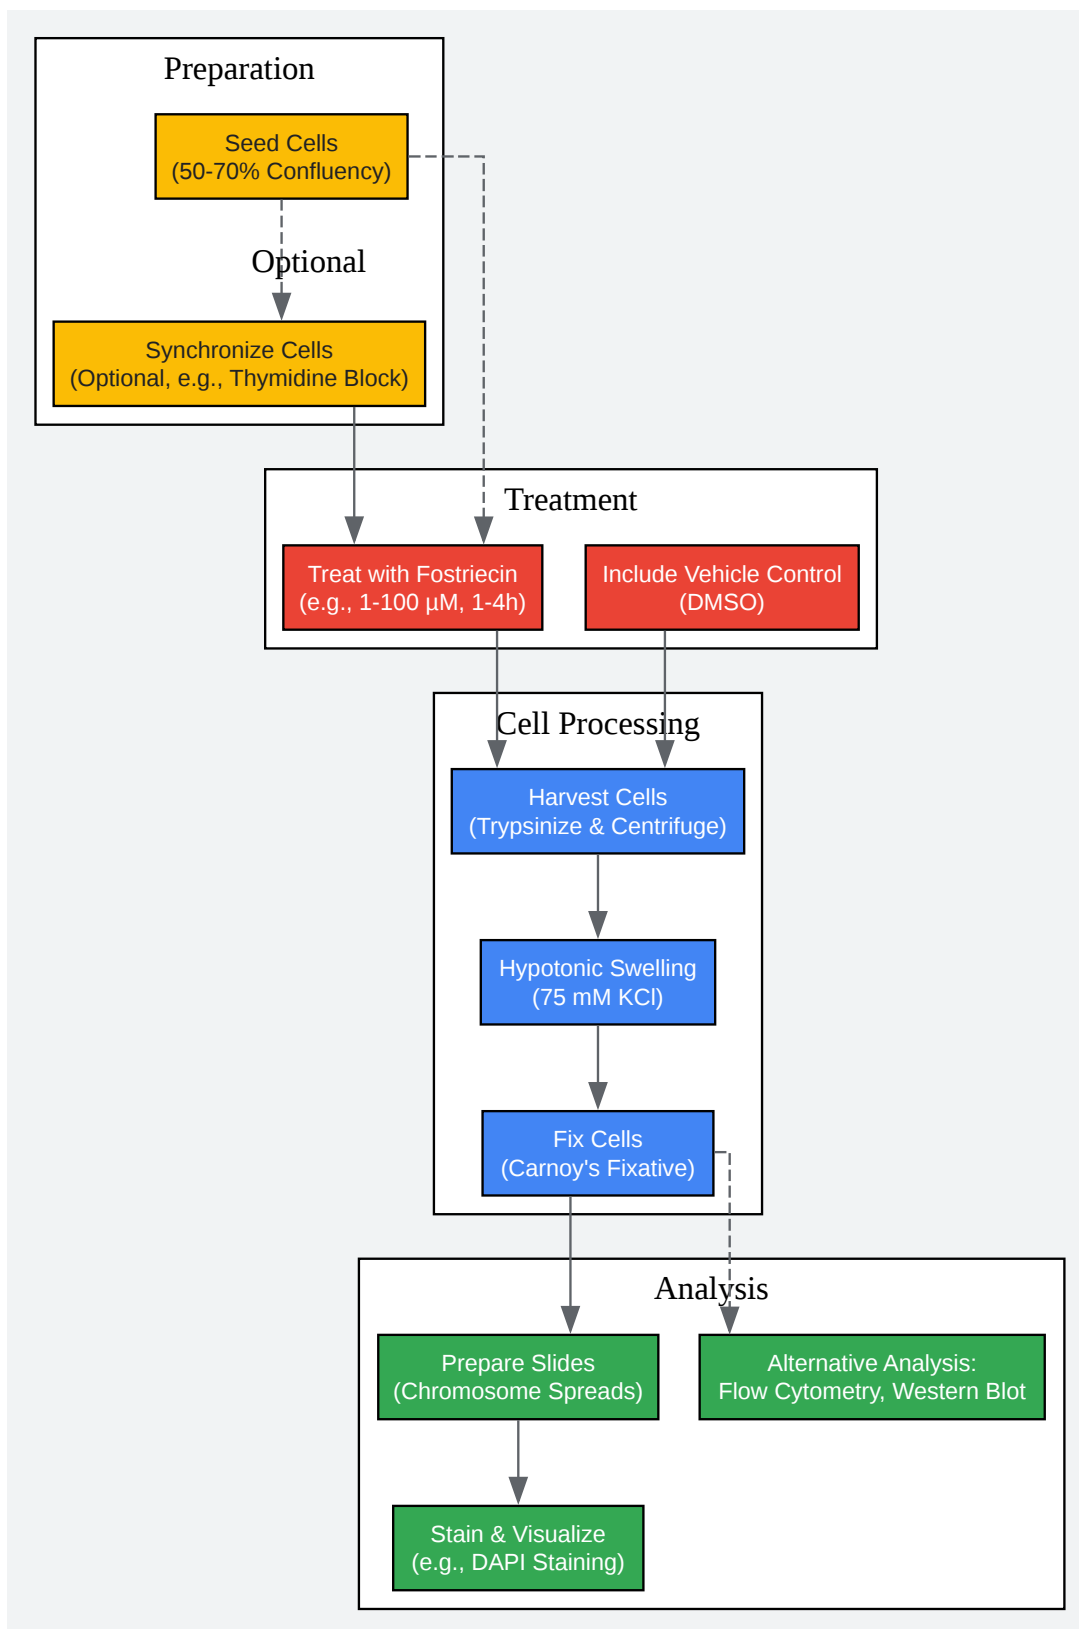 Preparation
Seed Cells
(50-70% Confluency)
Optional
Synchronize Cells
(Optional, e.g., Thymidine Block)
Treatment
Treat with Fostriecin
(e.g., 1-100 µM, 1-4h)
Include Vehicle Control
(DMSO)
Cell Processing
Harvest Cells
(Trypsinize & Centrifuge)
Hypotonic Swelling
(75 mM KCl)
Fix Cells
(Carnoy's Fixative)
Analysis
Prepare Slides
(Chromosome Spreads)
Alternative Analysis:
Flow Cytometry, Western Blot
Stain & Visualize
(e.g., DAPI Staining)